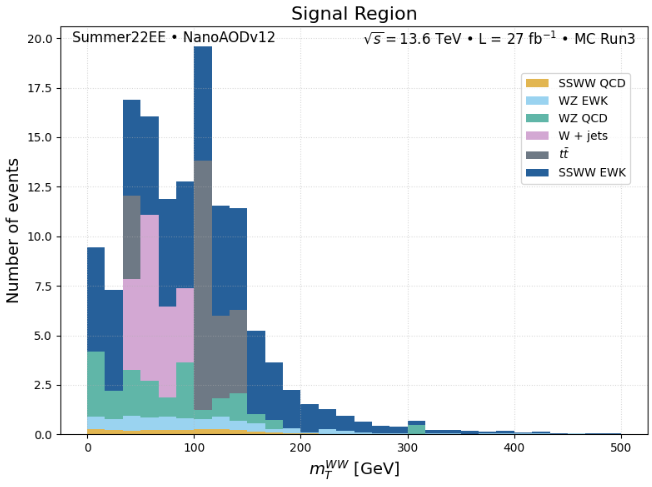 Signal Region
Summer22EE • NanoAODv12
√s = 13.6 TeV • L = 27 fb⁻¹ • MC Run3
SSWW QCD
WZ EWK
WZ QCD
W + jets
tt̄
SSWW EWK
Number of events
20.0
17.5
15.0
12.5
10.0
7.5
5.0
2.5
0.0
0
100
200
300
400
500
m_T^{WW} [GeV]